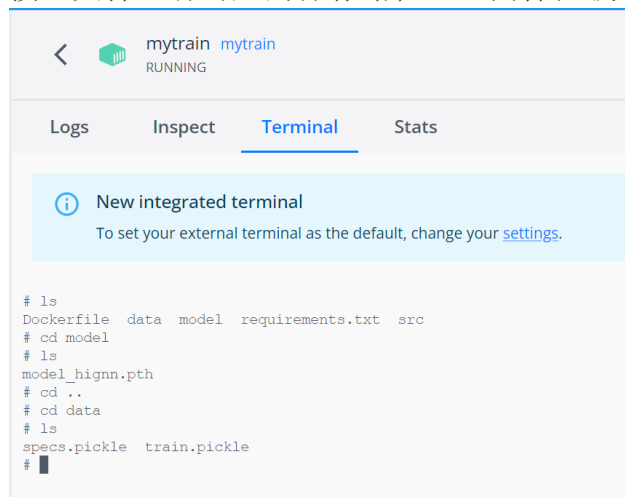 mytrain mytrain
RUNNING
Logs Inspect Terminal Stats
New integrated terminal
To set your external terminal as the default, change your settings.
# ls
Dockerfile data model requirements.txt src
# cd model
# ls
model_hignn.pth
# cd ..
# cd data
# ls
specs.pickle train.pickle
#